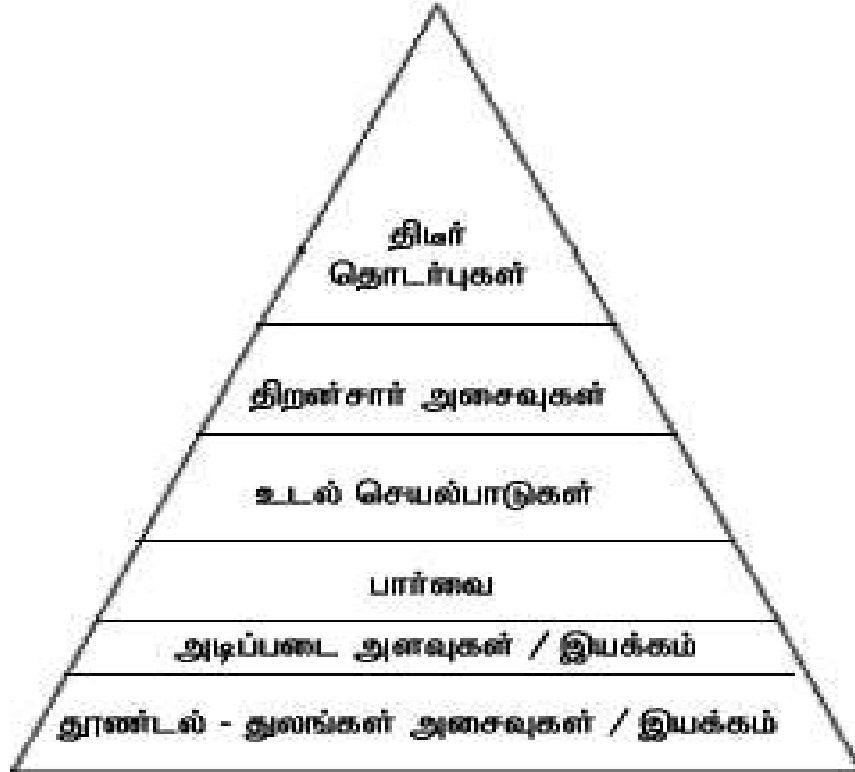 திடீர்
தொடர்புகள்
திறன்சார் அசைவுகள்
உடல் செயல்பாடுகள்
பார்வை
அடிப்படை அளவுகள் / இயக்கம்
தூண்டல் - துலங்கள் அசைவுகள் / இயக்கம்